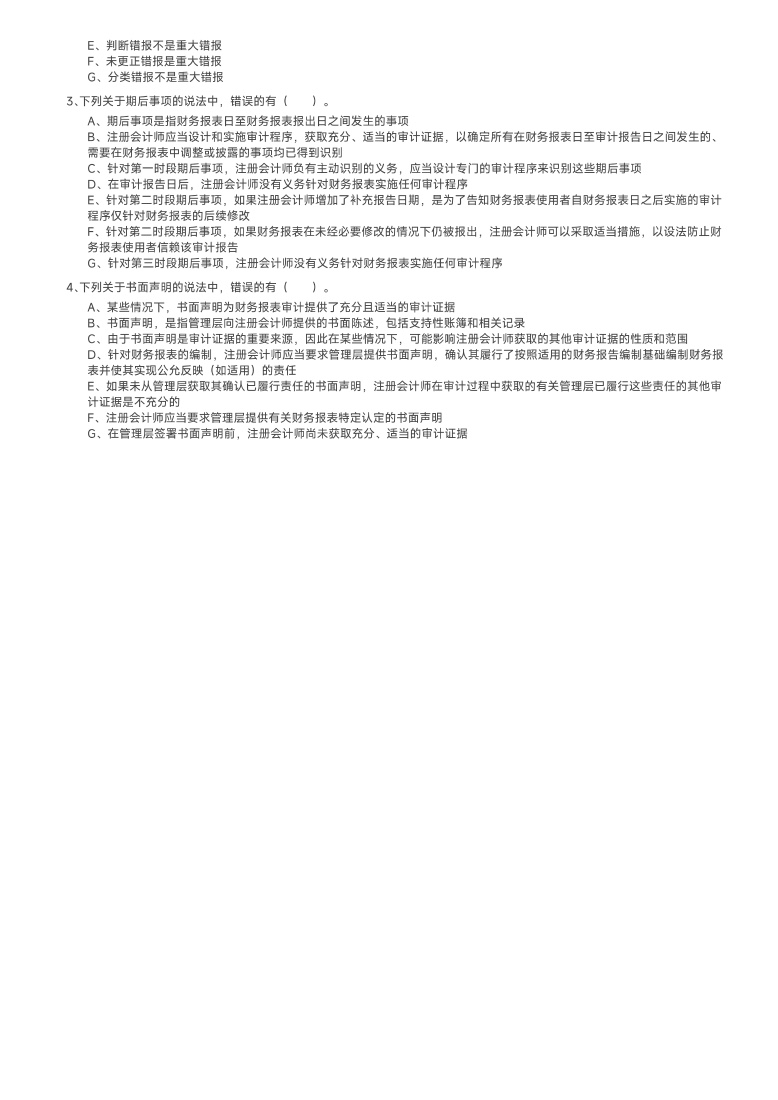 E、判断错报不是重大错报
F、未更正错报是重大错报
G、分类错报不是重大错报
3、下列关于期后事项的说法中，错误的有（　　）。
A、期后事项是指财务报表日至财务报表报出日之间发生的事项
B、注册会计师应当设计和实施审计程序，获取充分、适当的审计证据，以确定所有在财务报表日至审计报告日之间发生的、
需要在财务报表中调整或披露的事项均已得到识别
C、针对第一时段期后事项，注册会计师负有主动识别的义务，应当设计专门的审计程序来识别这些期后事项
D、在审计报告日后，注册会计师没有义务针对财务报表实施任何审计程序
E、针对第二时段期后事项，如果注册会计师增加了补充报告日期，是为了告知财务报表使用者自财务报表日之后实施的审计
程序仅针对财务报表的后续修改
F、针对第二时段期后事项，如果财务报表在未经必要修改的情况下仍被报出，注册会计师可以采取适当措施，以设法防止财
务报表使用者信赖该审计报告
G、针对第三时段期后事项，注册会计师没有义务针对财务报表实施任何审计程序
4、下列关于书面声明的说法中，错误的有（　　）。
A、某些情况下，书面声明为财务报表审计提供了充分且适当的审计证据
B、书面声明，是指管理层向注册会计师提供的书面陈述，包括支持性账簿和相关记录
C、由于书面声明是审计证据的重要来源，因此在某些情况下，可能影响注册会计师获取的其他审计证据的性质和范围
D、针对财务报表的编制，注册会计师应当要求管理层提供书面声明，确认其履行了按照适用的财务报告编制基础编制财务报
表并使其实现公允反映（如适用）的责任
E、如果未从管理层获取其确认已履行责任的书面声明，注册会计师在审计过程中获取的有关管理层已履行这些责任的其他审
计证据是不充分的
F、注册会计师应当要求管理层提供有关财务报表特定认定的书面声明
G、在管理层签署书面声明前，注册会计师尚未获取充分、适当的审计证据